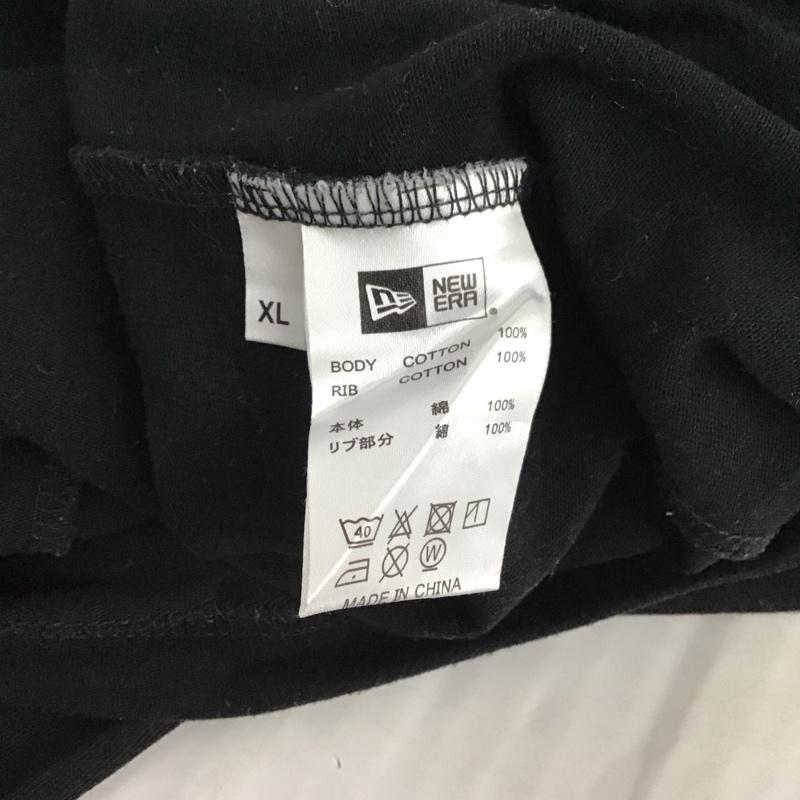 XL
NEW
ERA
®
BODY COTTON 100%
RIB COTTON 100%
本体 綿 100%
リブ部分 綿 100%
40
W
MADE IN CHINA